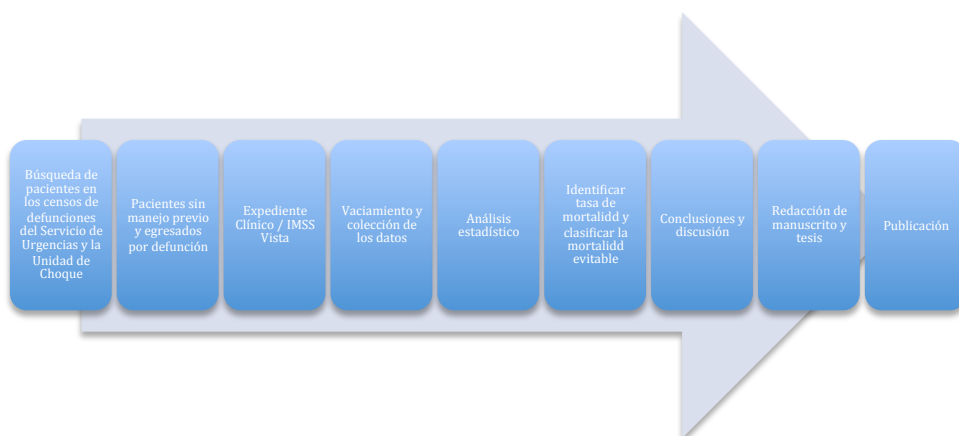 Búsqueda de
pacientes en
los censos de
defunciones
del Servicio de
Urgencias y la
Unidad de
Choque
Pacientes sin
manejo previo
y egresados
por defunción
Expediente
Clínico / IMSS
Vista
Vaciamiento y
colección de
los datos
Análisis
estadístico
Identificar
tasa de
mortalidd y
clasificar la
mortalidd
evitable
Conclusiones y
discusión
Redacción de
manuscrito y
tesis
Publicación